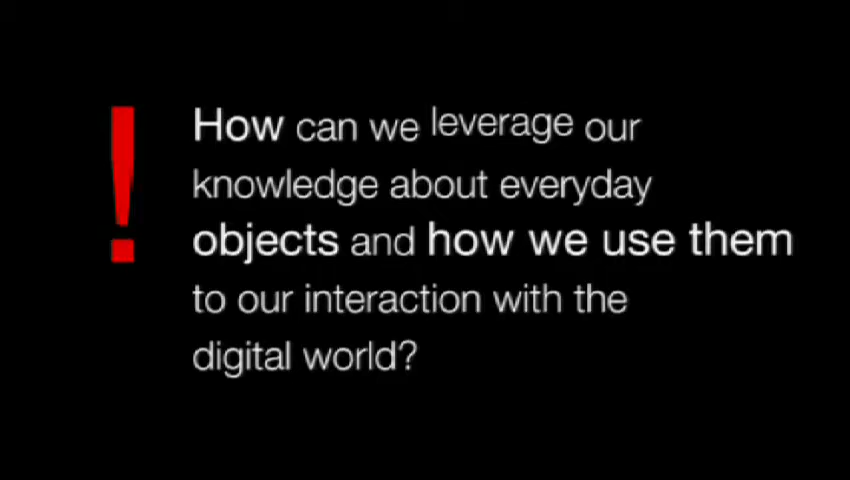 ! How can we leverage our
knowledge about everyday
objects and how we use them
to our interaction with the
digital world?